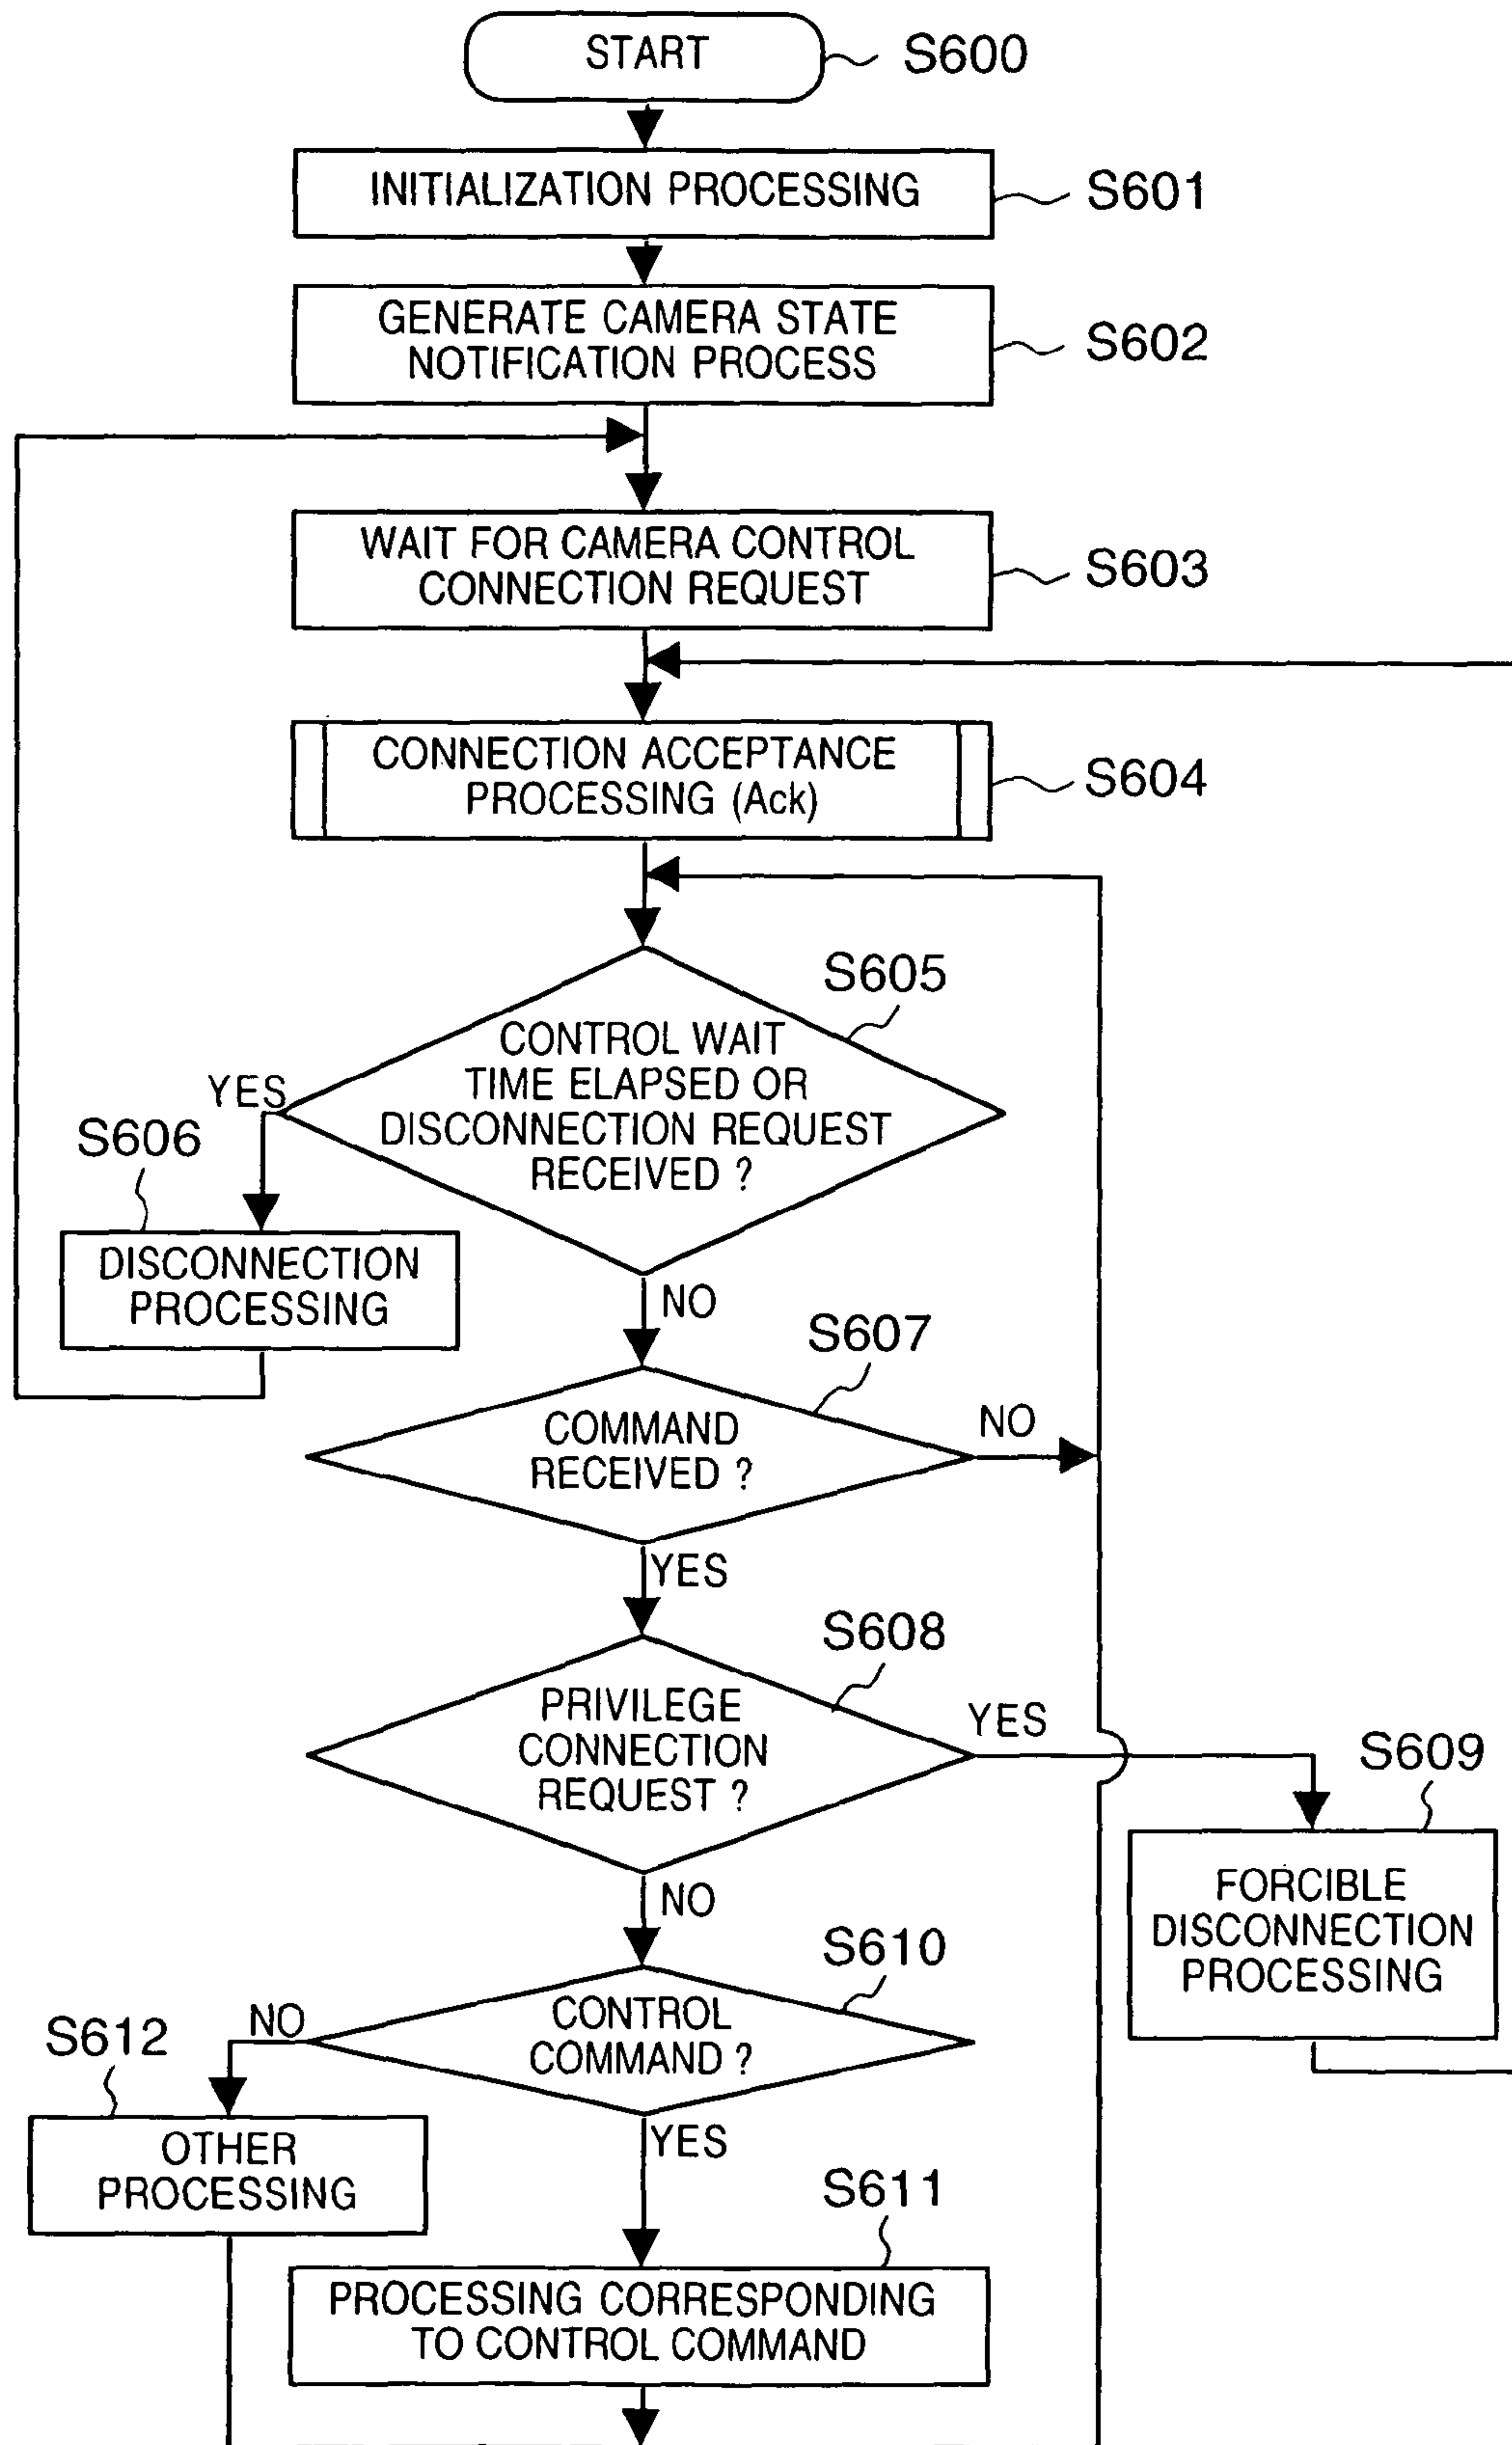 START
S600
INITIALIZATION PROCESSING
S601
GENERATE CAMERA STATE
NOTIFICATION PROCESS
S602
WAIT FOR CAMERA CONTROL
CONNECTION REQUEST
S603
CONNECTION ACCEPTANCE
PROCESSING (Ack)
S604
S605
CONTROL WAIT
TIME ELAPSED OR
DISCONNECTION REQUEST
RECEIVED ?
YES
S606
DISCONNECTION
PROCESSING
NO
S607
COMMAND
RECEIVED ?
NO
YES
S608
PRIVILEGE
CONNECTION
REQUEST ?
YES
S609
FORCIBLE
DISCONNECTION
PROCESSING
NO
S610
CONTROL
COMMAND ?
NO
S612
OTHER
PROCESSING
YES
S611
PROCESSING CORRESPONDING
TO CONTROL COMMAND